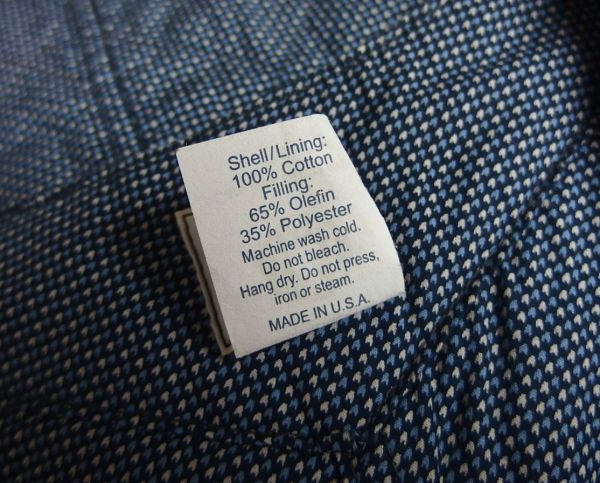 Shell/Lining:
100% Cotton
Filling:
65% Olefin
35% Polyester
Machine wash cold.
Do not bleach.
Hang dry. Do not press,
iron or steam.
MADE IN U.S.A.